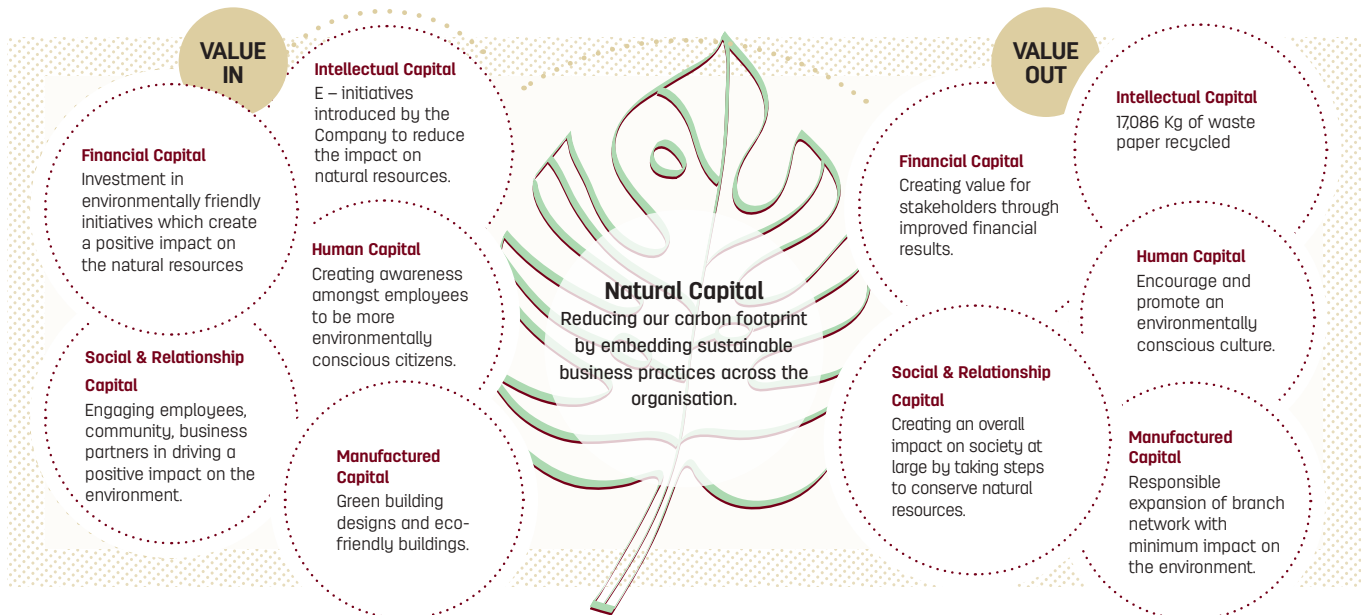 VALUE
IN
Financial Capital
Investment in
environmentally friendly
initiatives which create
a positive impact on
the natural resources
Intellectual Capital
E – initiatives
introduced by the
Company to reduce
the impact on
natural resources.
Human Capital
Creating awareness
amongst employees
to be more
environmentally
conscious citizens.
Social & Relationship
Capital
Engaging employees,
community, business
partners in driving a
positive impact on the
environment.
Manufactured
Capital
Green building
designs and eco-
friendly buildings.
Natural Capital
Reducing our carbon footprint
by embedding sustainable
business practices across the
organisation.
VALUE
OUT
Financial Capital
Creating value for
stakeholders through
improved financial
results.
Intellectual Capital
17,086 Kg of waste
paper recycled
Human Capital
Encourage and
promote an
environmentally
conscious culture.
Social & Relationship
Capital
Creating an overall
impact on society at
large by taking steps
to conserve natural
resources.
Manufactured
Capital
Responsible
expansion of branch
network with
minimum impact on
the environment.